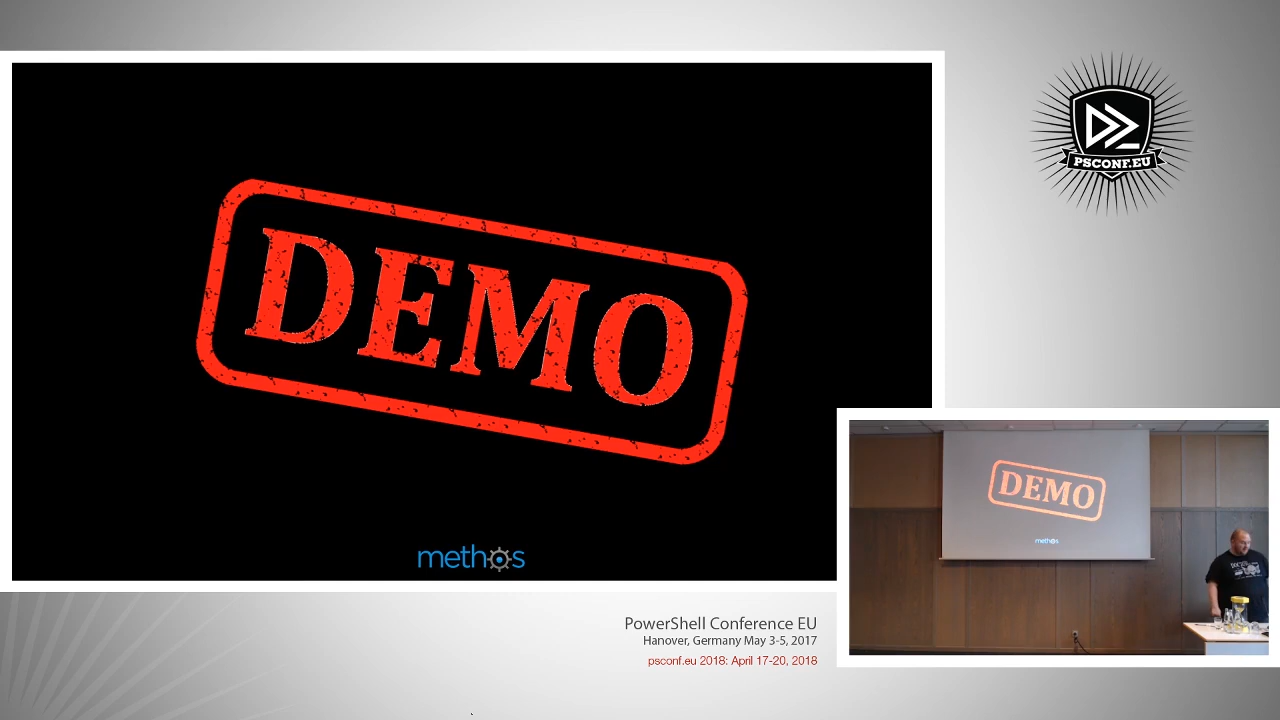 DEMO
methos
PSCONF.EU
DEMO
methos
PowerShell Conference EU
Hanover, Germany May 3-5, 2017
psconf.eu 2018: April 17-20, 2018